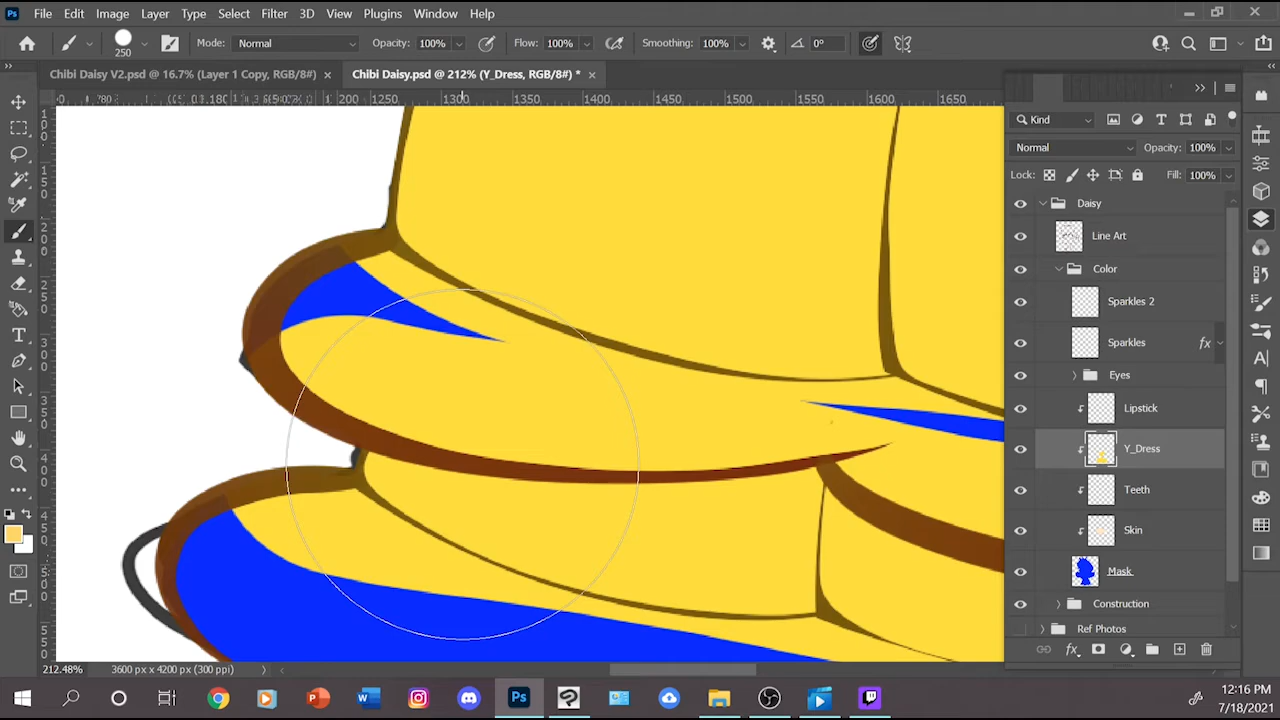 Ps File Edit Image Layer Type Select Filter 3D View Plugins Window Help
250 Mode: Normal Opacity: 100% Flow: 100% Smoothing: 100% 0°
Chibi Daisy V2.psd @ 16.7% (Layer 1 Copy, RGB/8#) × Chibi Daisy.psd @ 212% (Y_Dress, RGB/8#) * ×
200 1250 1300 1350 1400 1450 1500 1550 1600 1650
Kind
Normal Opacity: 100%
Lock: Fill: 100%
Daisy
Line Art
Color
Sparkles 2
Sparkles fx
Eyes
Lipstick
Y_Dress
Teeth
Skin
Mask
Construction
Ref Photos
212.48% 3600 px x 4200 px (300 ppi)
12:16 PM
7/18/2021